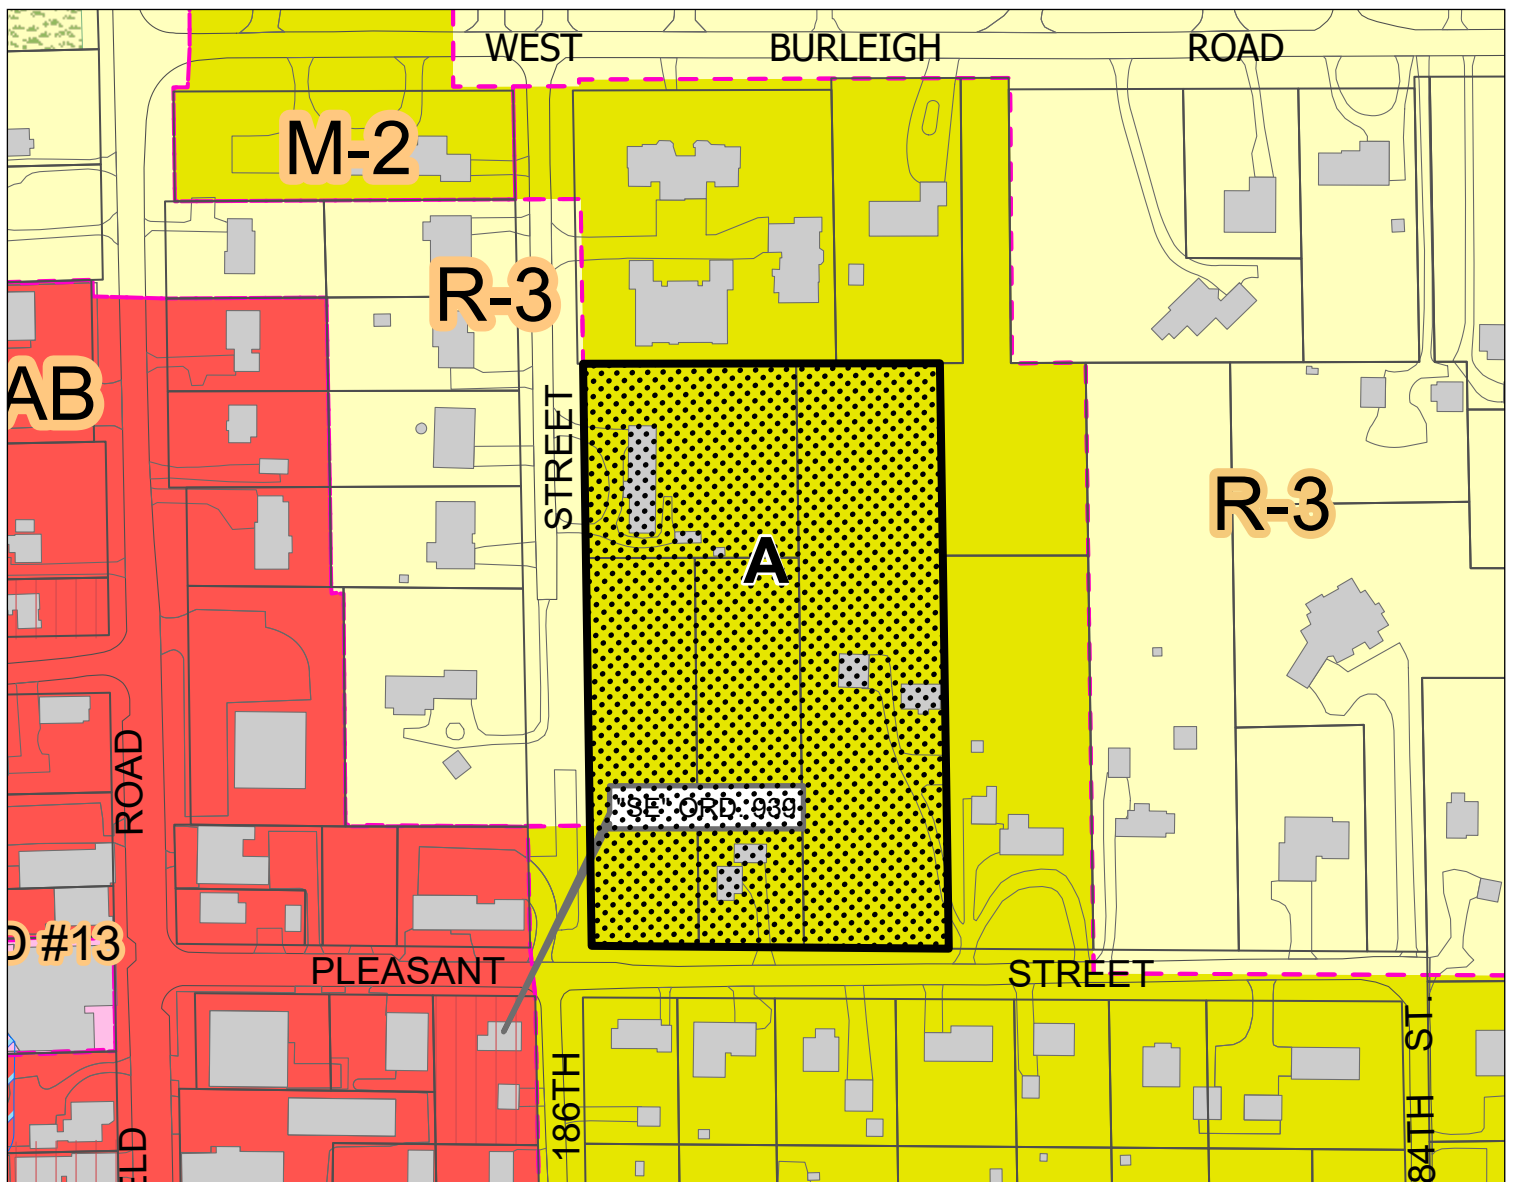 WEST BURLEIGH ROAD
M-2
R-3
AB
STREET
R-3
A
ROAD
"SE" ORD. 939
D #13
PLEASANT STREET
186TH
84TH ST.
ELD